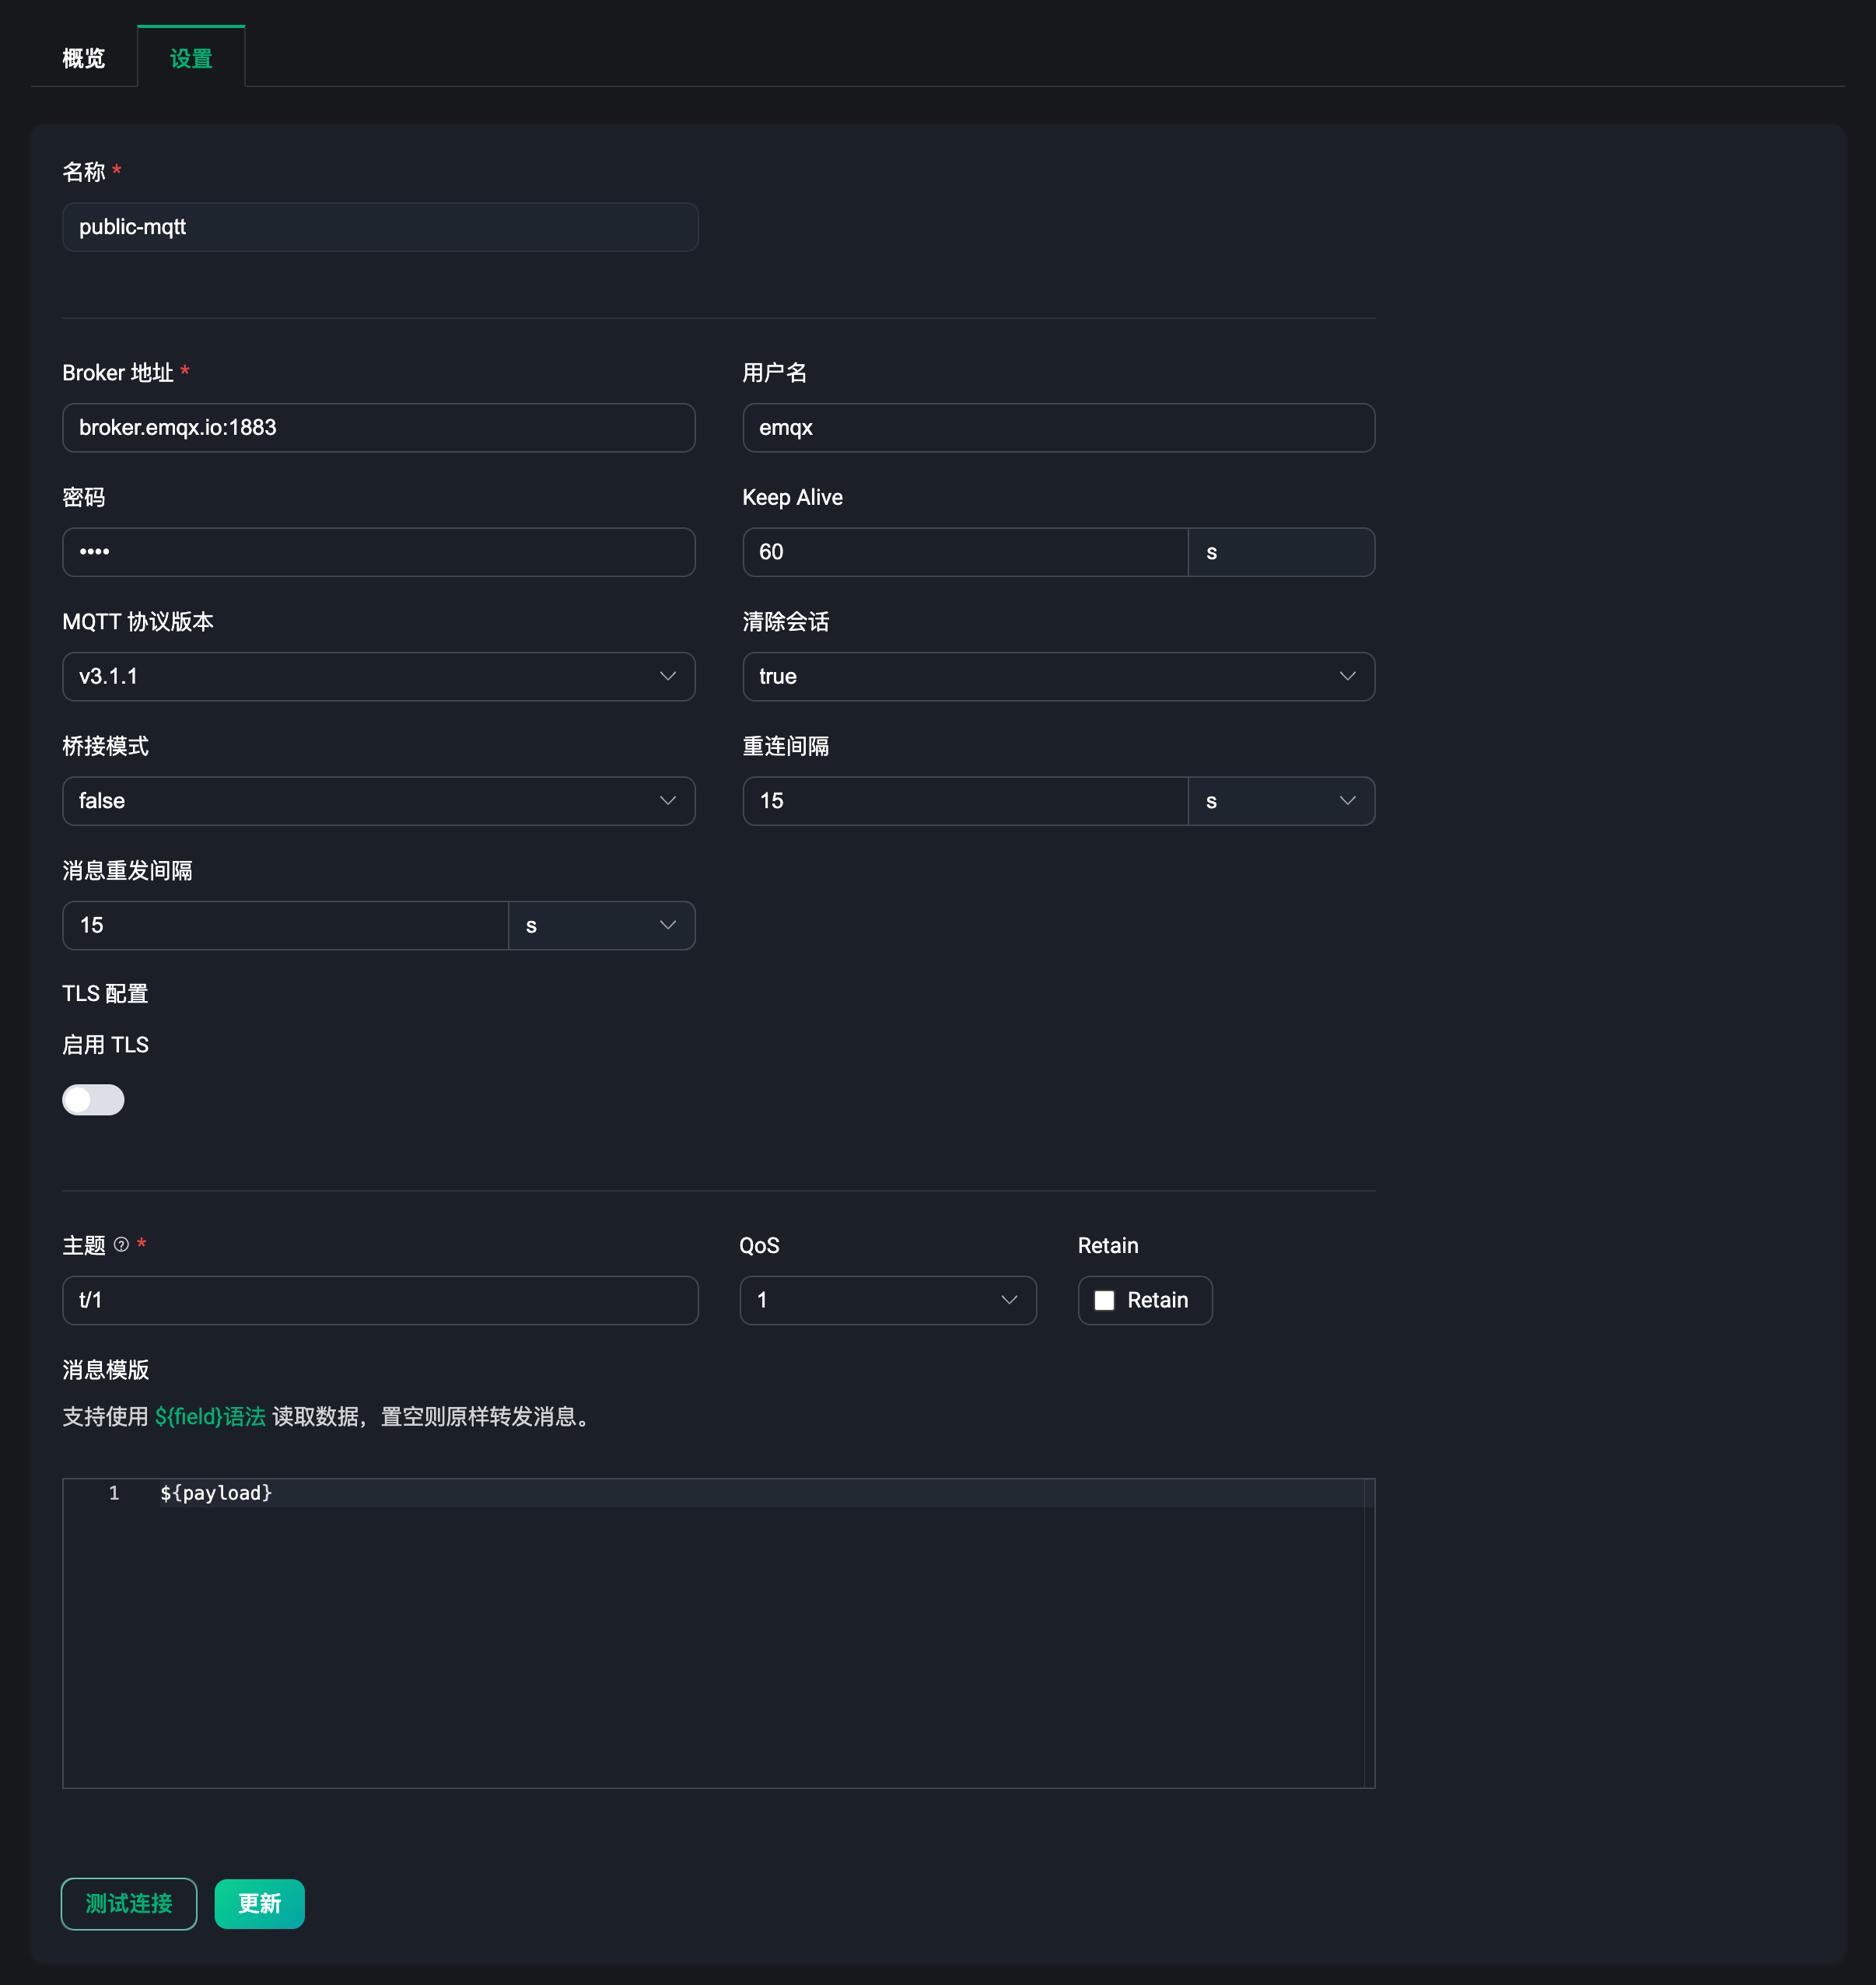 概览
设置
名称 *
public-mqtt
Broker 地址 *
用户名
broker.emqx.io:1883
emqx
密码
Keep Alive
••••
60
s
MQTT 协议版本
清除会话
v3.1.1
true
桥接模式
重连间隔
false
15
s
消息重发间隔
15
s
TLS 配置
启用 TLS
主题 ? *
QoS
Retain
t/1
1
Retain
消息模版
支持使用 ${field}语法 读取数据，置空则原样转发消息。
1 ${payload}
测试连接
更新